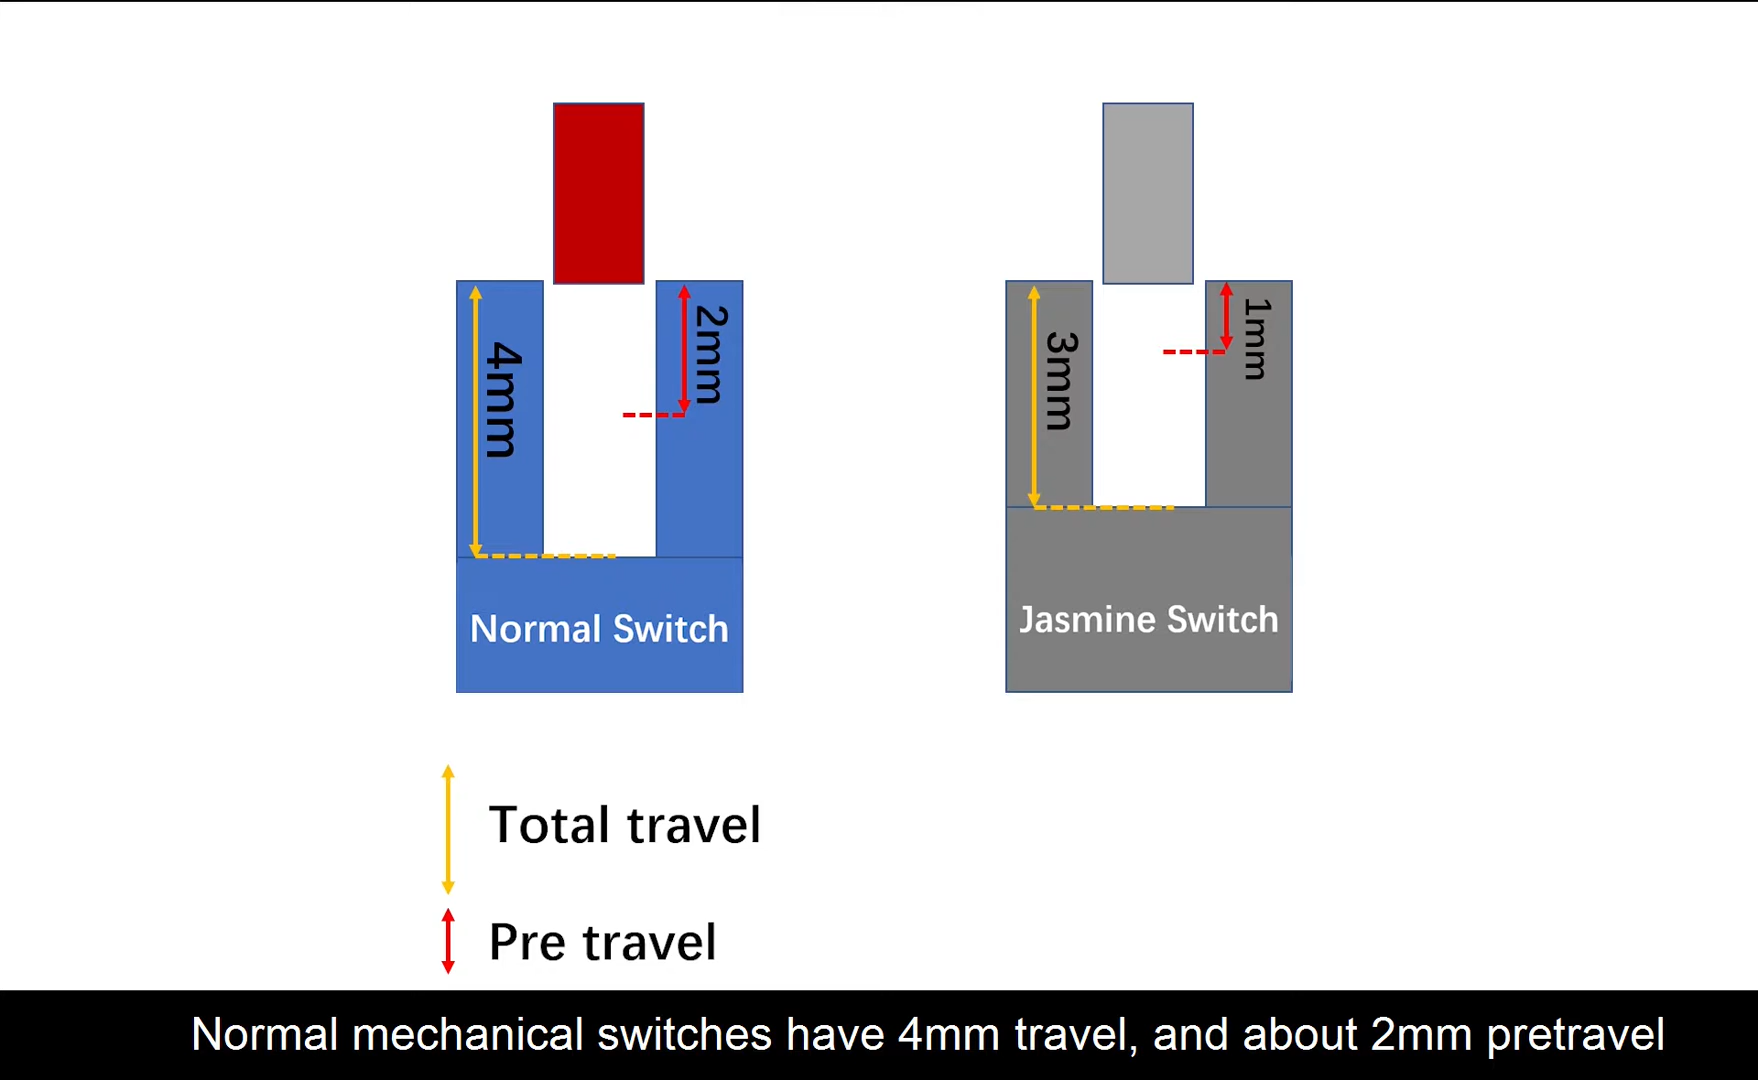 4mm
2mm
3mm
1mm
Normal Switch
Jasmine Switch
Total travel
Pre travel
Normal mechanical switches have 4mm travel, and about 2mm pretravel